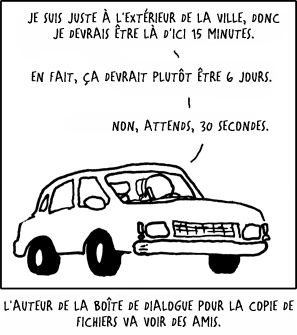 JE SUIS JUSTE À L'EXTÉRIEUR DE LA VILLE, DONC
JE DEVRAIS ÊTRE LÀ D'ICI 15 MINUTES.
EN FAIT, ÇA DEVRAIT PLUTÔT ÊTRE 6 JOURS.
NON, ATTENDS, 30 SECONDES.
L'AUTEUR DE LA BOÎTE DE DIALOGUE POUR LA COPIE DE
FICHIERS VA VOIR DES AMIS.